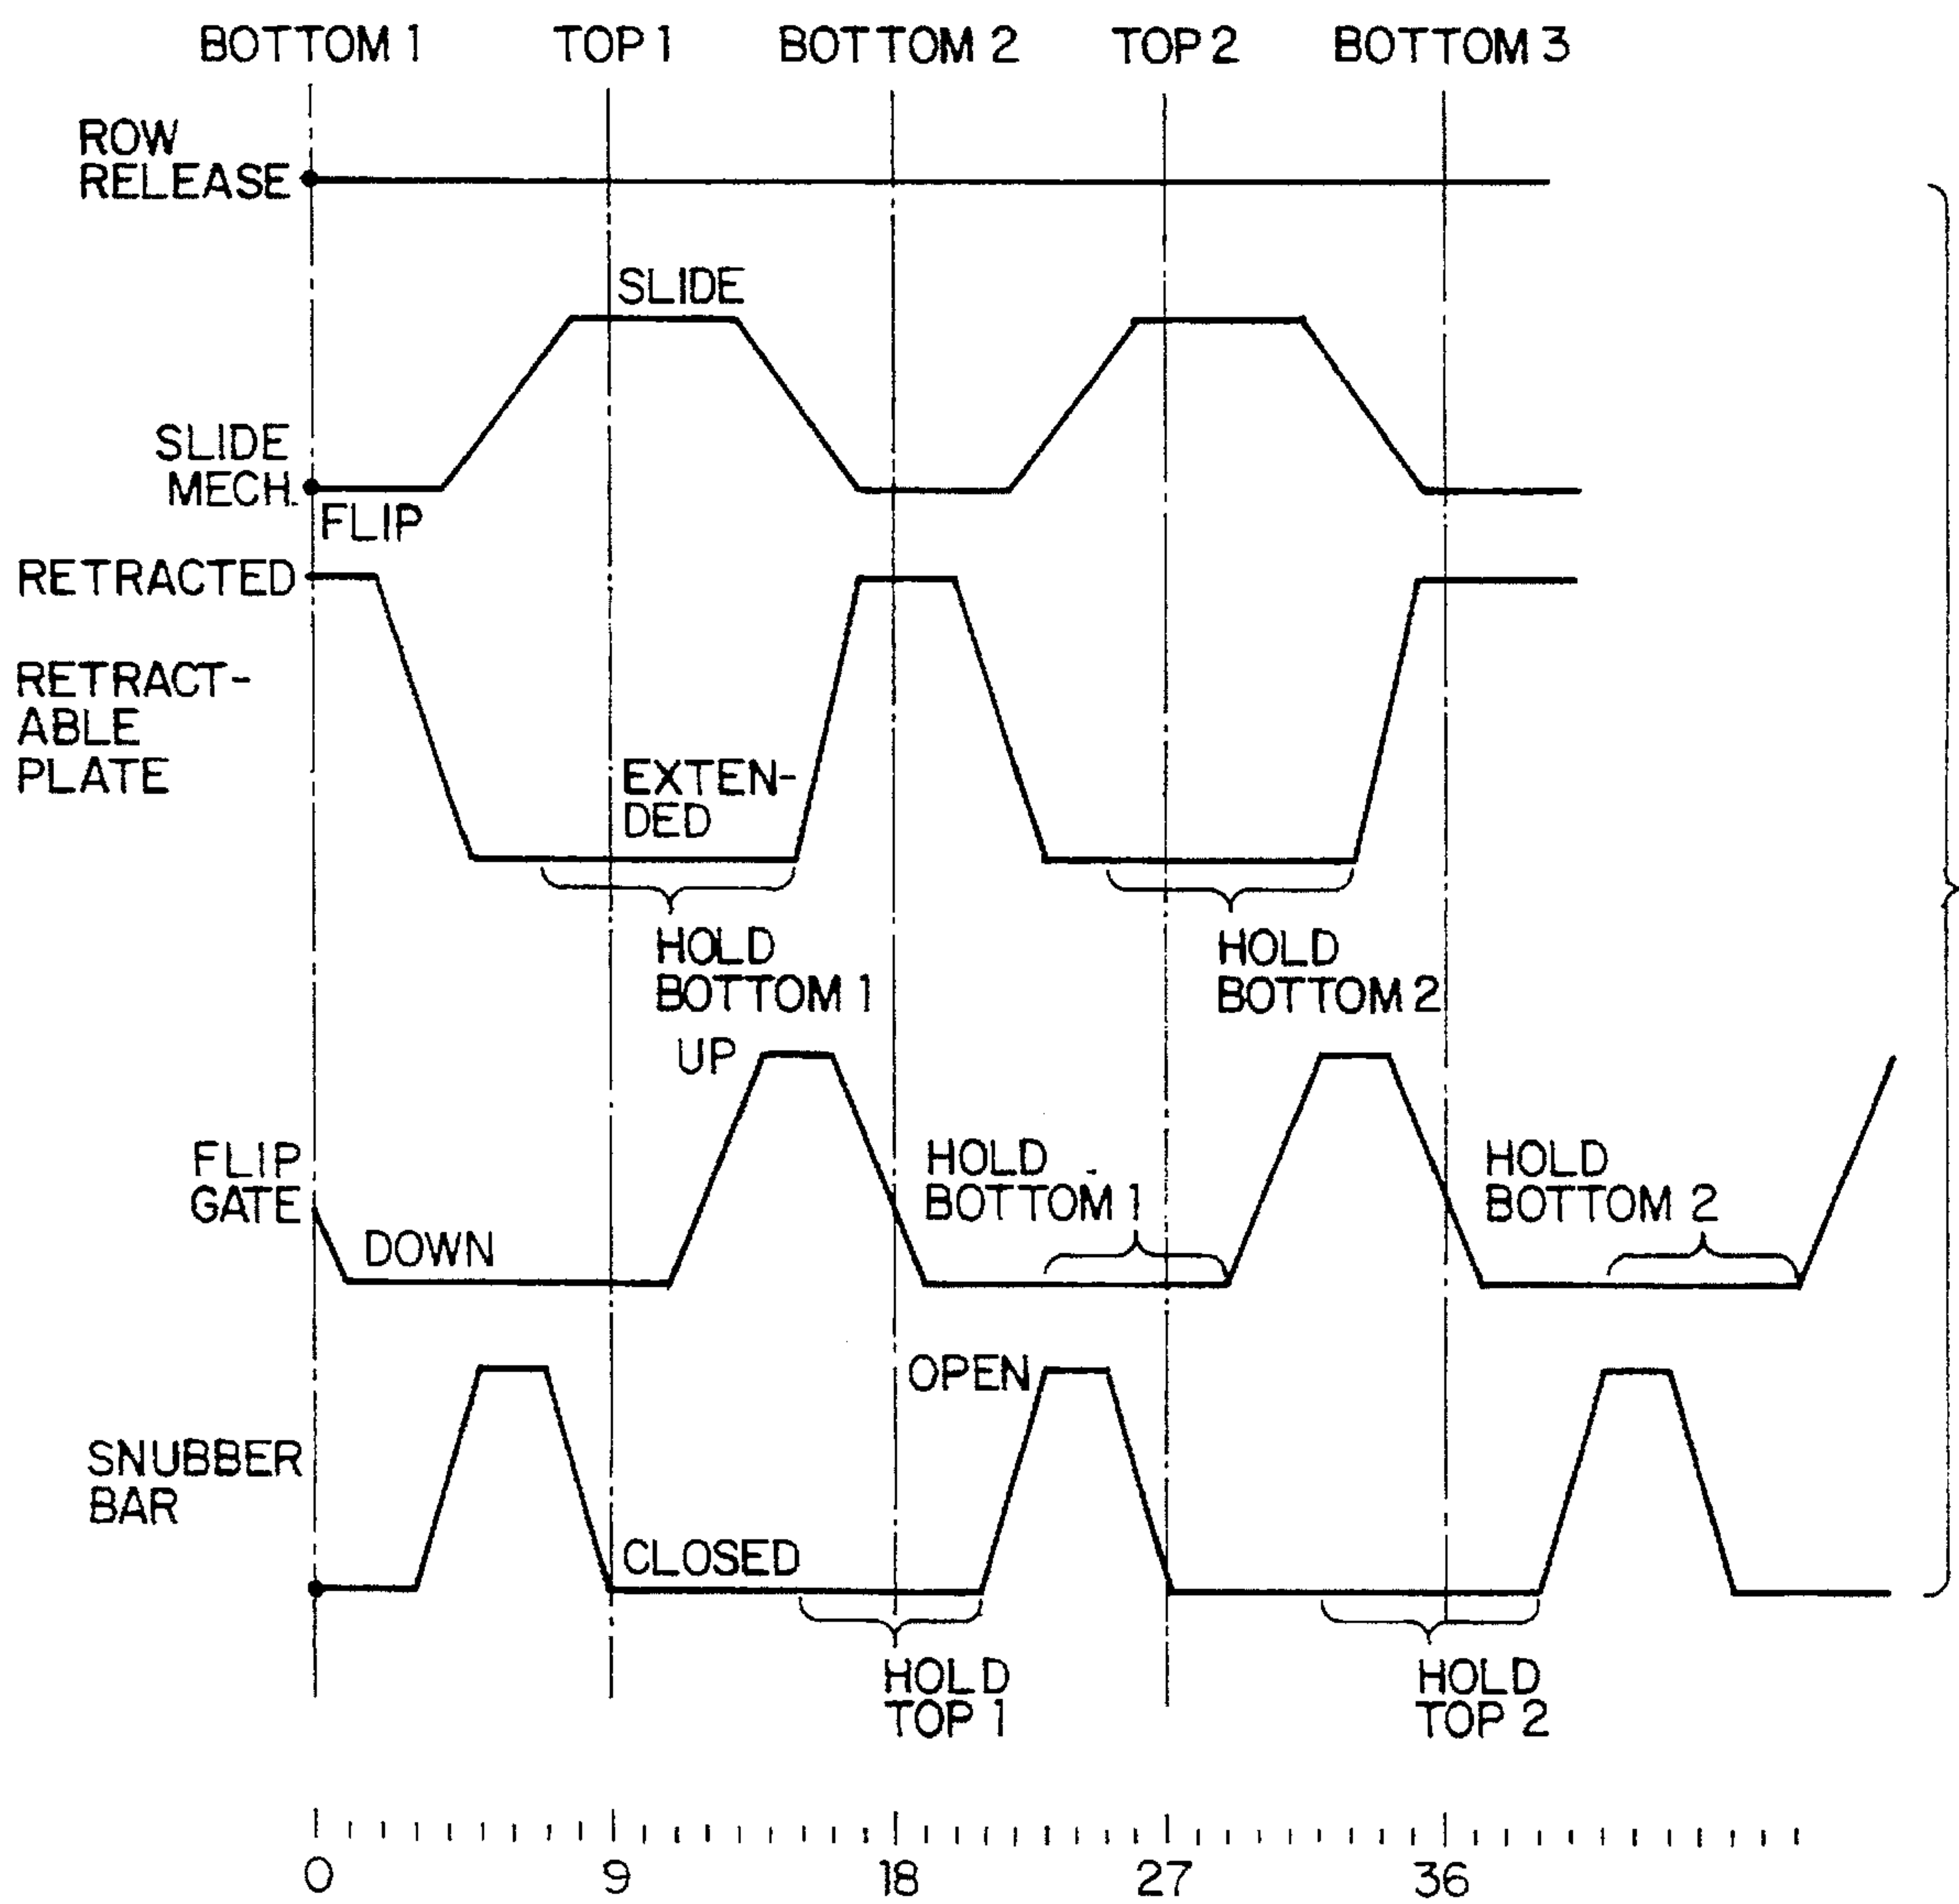 BOTTOM 1 TOP 1 BOTTOM 2 TOP 2 BOTTOM 3
ROW
RELEASE
SLIDE
SLIDE
MECH.
FLIP
RETRACTED
RETRACT-
ABLE
PLATE
EXTEN-
DED
HOLD
BOTTOM 1
HOLD
BOTTOM 2
UP
FLIP
GATE
DOWN
HOLD
BOTTOM 1
HOLD
BOTTOM 2
OPEN
SNUBBER
BAR
CLOSED
HOLD
TOP 1
HOLD
TOP 2
0 9 18 27 36